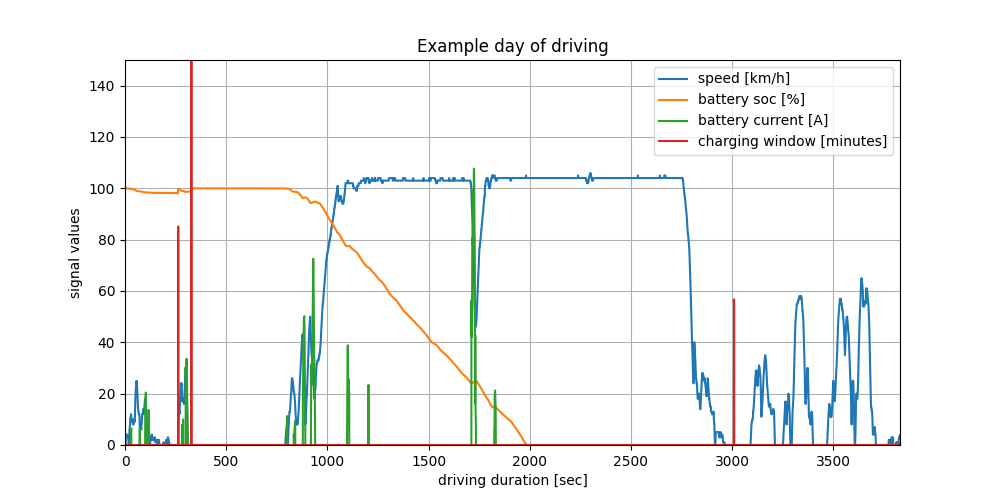 Example day of driving
speed [km/h]
battery soc [%]
battery current [A]
charging window [minutes]
signal values
140
120
100
80
60
40
20
0
0 500 1000 1500 2000 2500 3000 3500
driving duration [sec]